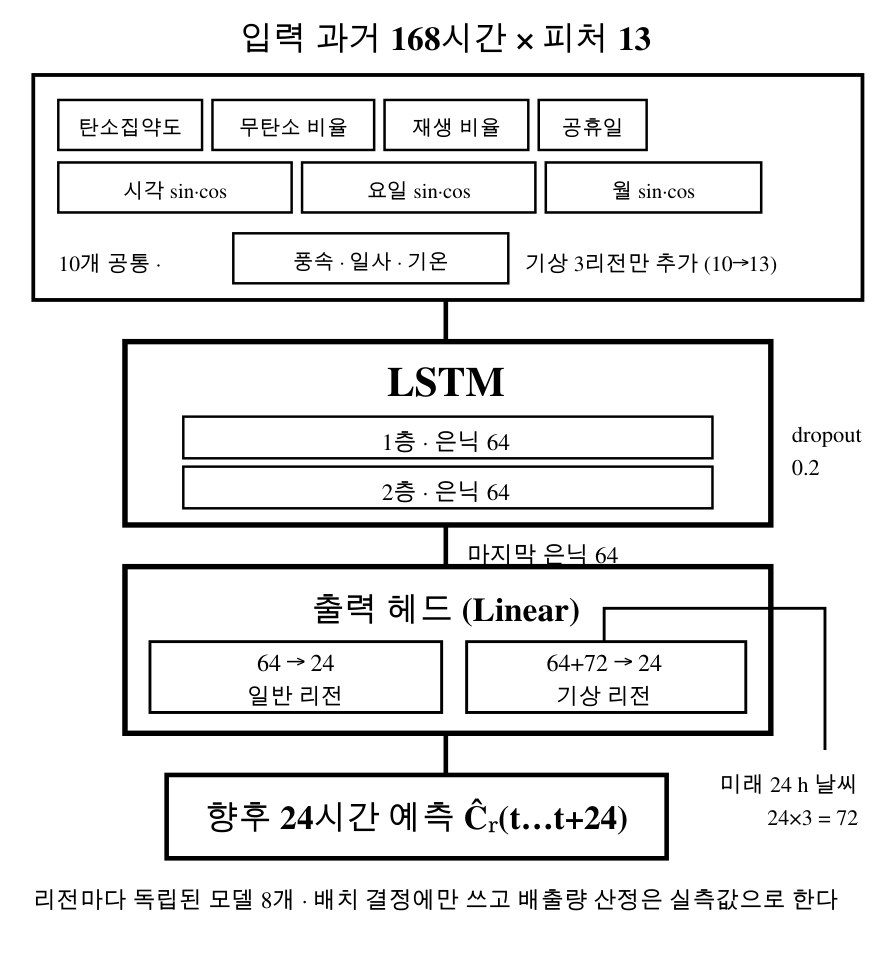 입력 과거 168시간 × 피처 13
탄소집약도 무탄소 비율 재생 비율 공휴일
시각 sin·cos 요일 sin·cos 월 sin·cos
10개 공통 · 풍속 · 일사 · 기온 기상 3리전만 추가 (10→13)
LSTM
1층 · 은닉 64
2층 · 은닉 64
dropout
0.2
마지막 은닉 64
출력 헤드 (Linear)
64 → 24
일반 리전
64+72 → 24
기상 리전
미래 24 h 날씨
24×3 = 72
향후 24시간 예측 Ĉr(t…t+24)
리전마다 독립된 모델 8개 · 배치 결정에만 쓰고 배출량 산정은 실측값으로 한다